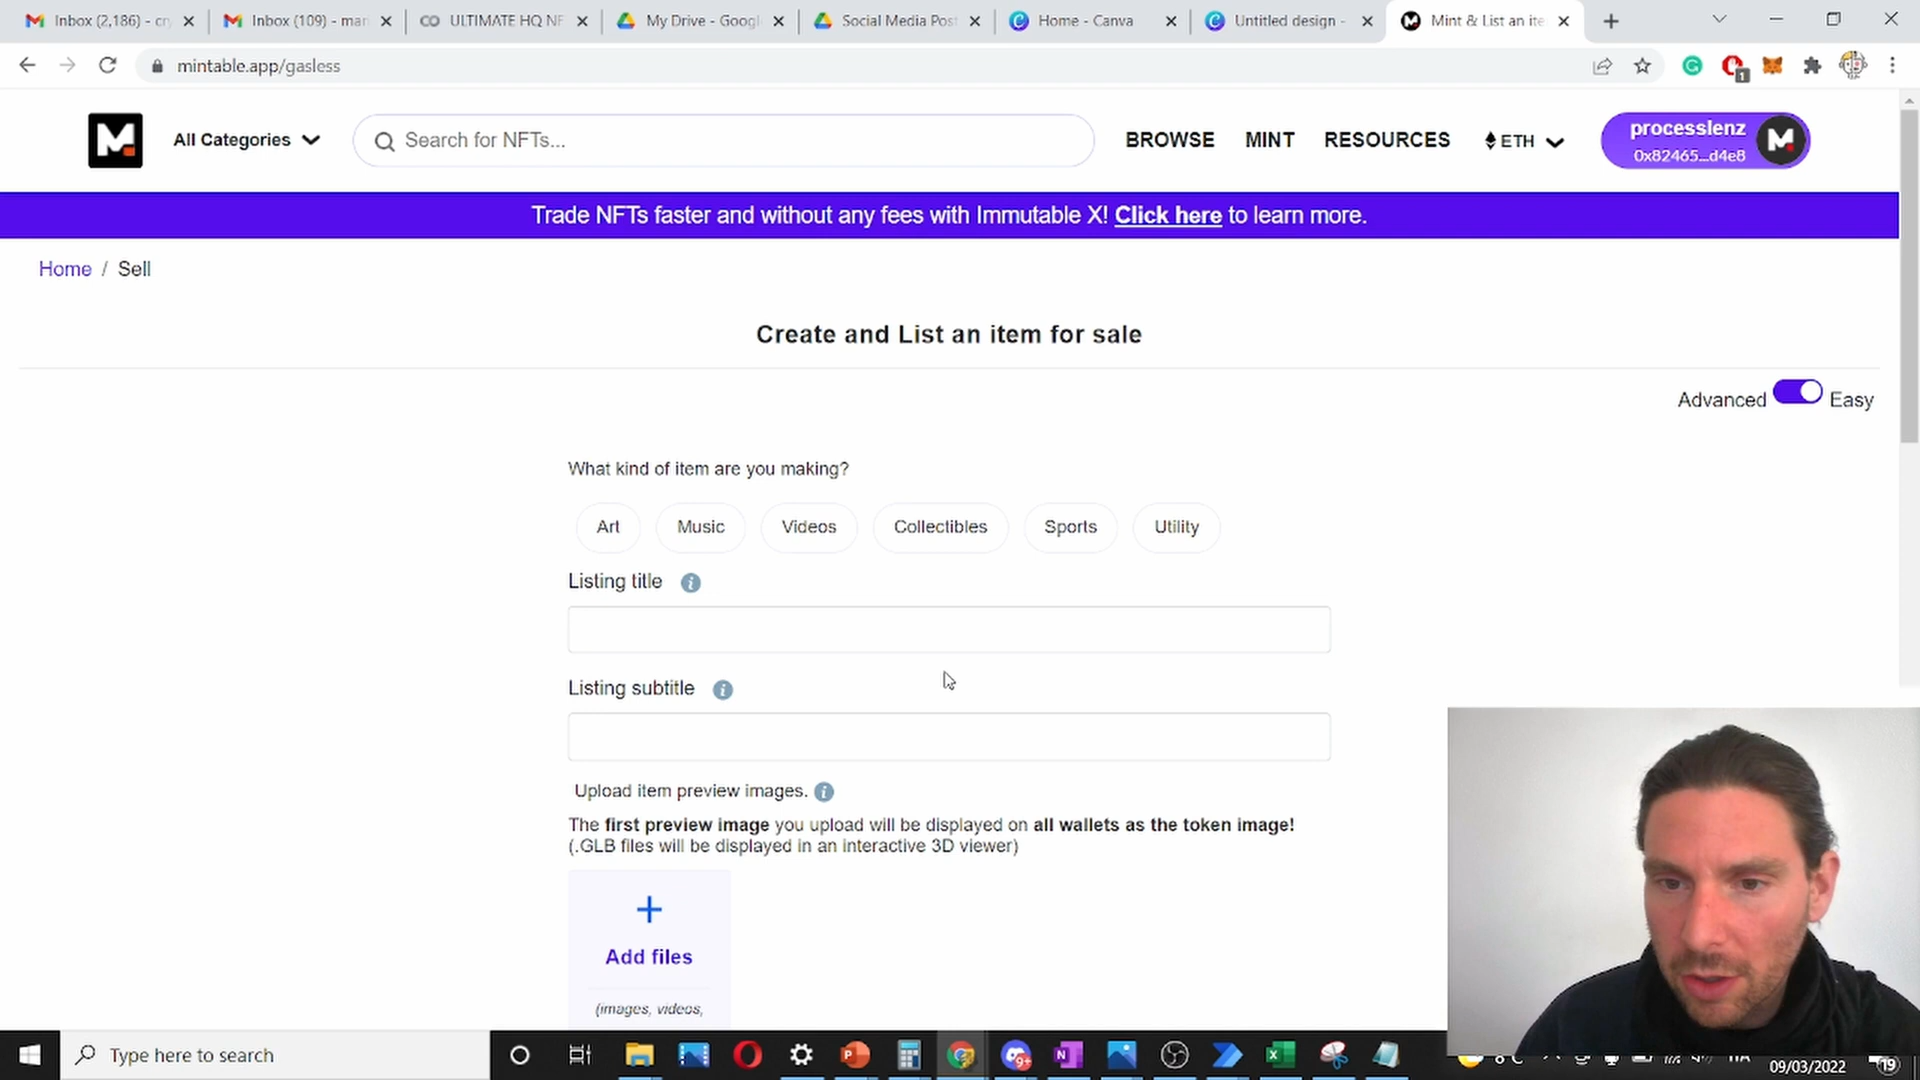 Inbox (2,186) - cry
Inbox (109) - mar
ULTIMATE HQ NF
My Drive - Googl
Social Media Post
Home - Canva
Untitled design -
Mint & List an ite
mintable.app/gasless
1
All Categories
Search for NFTs...
BROWSE
MINT
RESOURCES
ETH
processlenz
0x82465...d4e8
M
Trade NFTs faster and without any fees with Immutable X! Click here to learn more.
Home / Sell
Create and List an item for sale
Advanced
Easy
What kind of item are you making?
Art
Music
Videos
Collectibles
Sports
Utility
Listing title
Listing subtitle
Upload item preview images.
The first preview image you upload will be displayed on all wallets as the token image!
(.GLB files will be displayed in an interactive 3D viewer)
Add files
(images, videos,
Type here to search
9+
09/03/2022
19